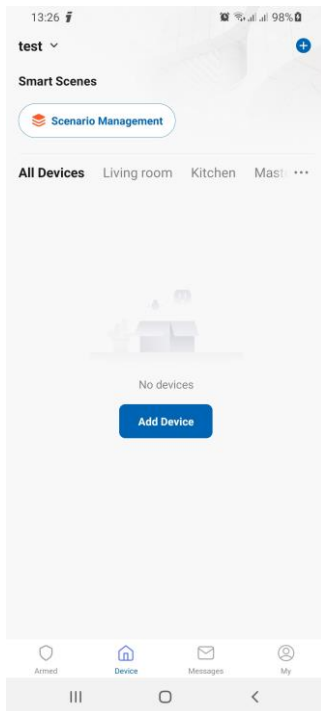 13:26 98%
test
Smart Scenes
Scenario Management
All Devices Living room Kitchen Mast
No devices
Add Device
Armed Device Messages My